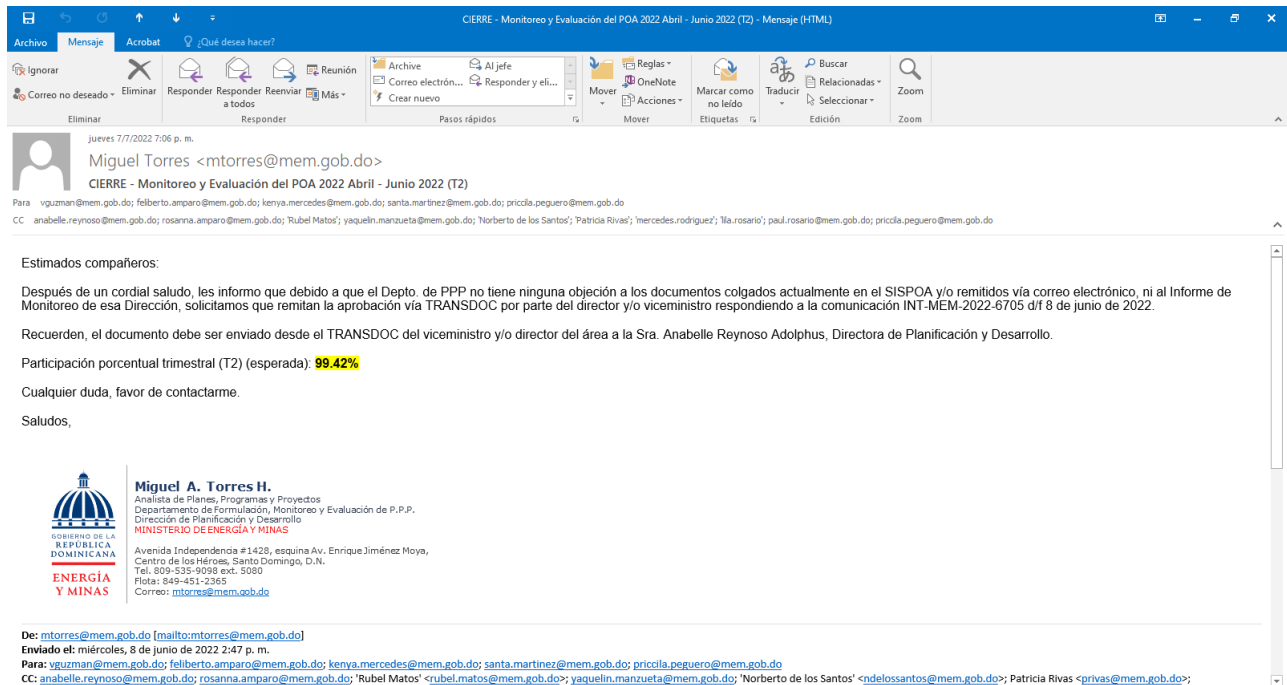 CIERRE - Monitoreo y Evaluación del POA 2022 Abril - Junio 2022 (T2) - Mensaje (HTML)
Archivo Mensaje Acrobat ¿Qué desea hacer?
Ignorar
Correo no deseado
Eliminar
Responder
Responder a todos
Reenviar
Reunión
Más
Archive
Correo electrón...
Crear nuevo
Al jefe
Responder y eli...
Mover
Reglas
OneNote
Acciones
Marcar como no leído
Traducir
Buscar
Relacionadas
Seleccionar
Zoom
Eliminar Responder Pasos rápidos Mover Etiquetas Edición Zoom
jueves 7/7/2022 7:06 p. m.
Miguel Torres <mtorres@mem.gob.do>
CIERRE - Monitoreo y Evaluación del POA 2022 Abril - Junio 2022 (T2)
Para vguzman@mem.gob.do; feliberto.amparo@mem.gob.do; kenya.mercedes@mem.gob.do; santa.martinez@mem.gob.do; priccila.peguero@mem.gob.do
CC anabelle.reynoso@mem.gob.do; rosanna.amparo@mem.gob.do; 'Rubel Matos'; yaquelin.manzueta@mem.gob.do; 'Norberto de los Santos'; 'Patricia Rivas'; 'mercedes.rodriguez'; 'lila.rosario'; paul.rosario@mem.gob.do; priccila.peguero@mem.gob.do
Estimados compañeros:
Después de un cordial saludo, les informo que debido a que el Depto. de PPP no tiene ninguna objeción a los documentos colgados actualmente en el SISPOA y/o remitidos vía correo electrónico, ni al Informe de
Monitoreo de esa Dirección, solicitamos que remitan la aprobación vía TRANSDOC por parte del director y/o viceministro respondiendo a la comunicación INT-MEM-2022-6705 d/f 8 de junio de 2022.
Recuerden, el documento debe ser enviado desde el TRANSDOC del viceministro y/o director del área a la Sra. Anabelle Reynoso Adolphus, Directora de Planificación y Desarrollo.
Participación porcentual trimestral (T2) (esperada): 99.42%
Cualquier duda, favor de contactarme.
Saludos,
GOBIERNO DE LA
REPÚBLICA
DOMINICANA
ENERGÍA
Y MINAS
Miguel A. Torres H.
Analista de Planes, Programas y Proyectos
Departamento de Formulación, Monitoreo y Evaluación de P.P.P.
Dirección de Planificación y Desarrollo
MINISTERIO DE ENERGÍA Y MINAS
Avenida Independencia #1428, esquina Av. Enrique Jiménez Moya,
Centro de los Héroes, Santo Domingo, D.N.
Tel. 809-535-9098 ext. 5080
Flota: 849-451-2365
Correo: mtorres@mem.gob.do
De: mtorres@mem.gob.do [mailto:mtorres@mem.gob.do]
Enviado el: miércoles, 8 de junio de 2022 2:47 p. m.
Para: vguzman@mem.gob.do; feliberto.amparo@mem.gob.do; kenya.mercedes@mem.gob.do; santa.martinez@mem.gob.do; priccila.peguero@mem.gob.do
CC: anabelle.reynoso@mem.gob.do; rosanna.amparo@mem.gob.do; 'Rubel Matos' <rubel.matos@mem.gob.do>; yaquelin.manzueta@mem.gob.do; 'Norberto de los Santos' <ndelossantos@mem.gob.do>; Patricia Rivas <privas@mem.gob.do>;